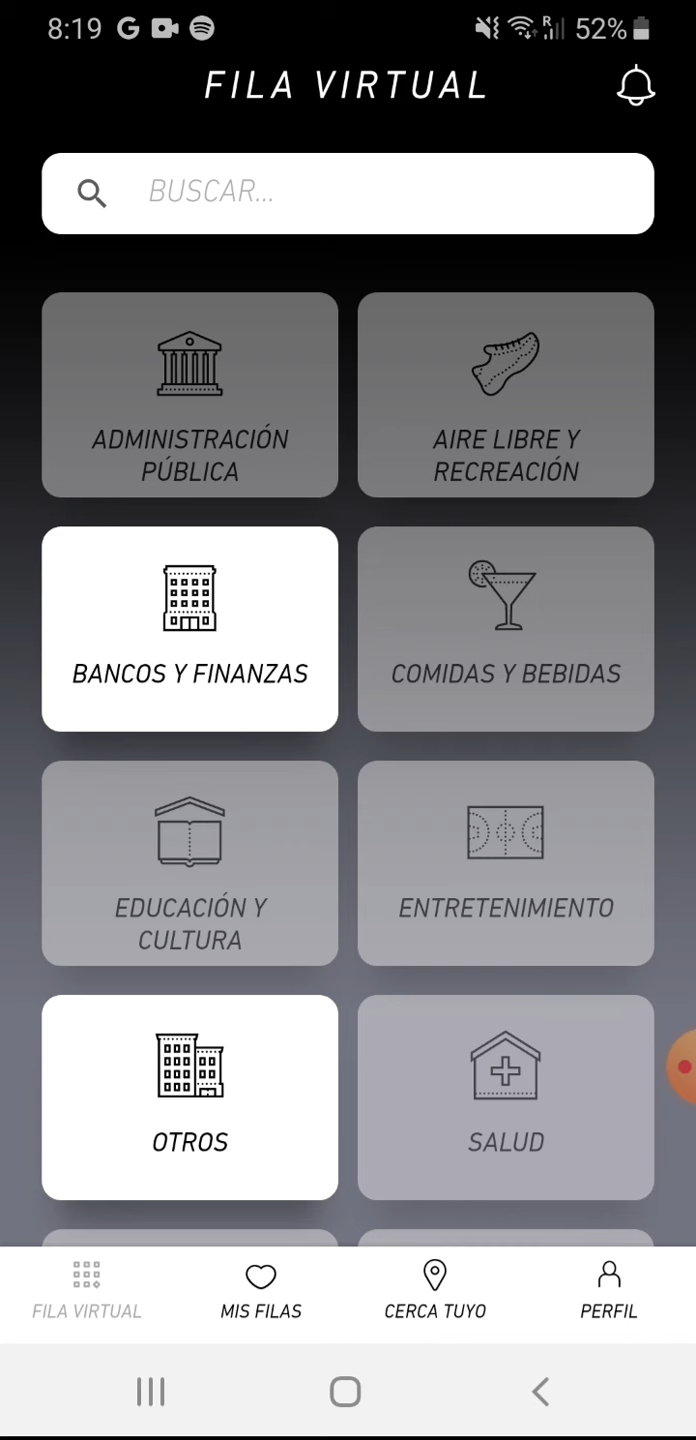 8:19
52%
FILA VIRTUAL
BUSCAR...
ADMINISTRACIÓN
PÚBLICA
AIRE LIBRE Y
RECREACIÓN
BANCOS Y FINANZAS
COMIDAS Y BEBIDAS
EDUCACIÓN Y
CULTURA
ENTRETENIMIENTO
OTROS
SALUD
FILA VIRTUAL
MIS FILAS
CERCA TUYO
PERFIL